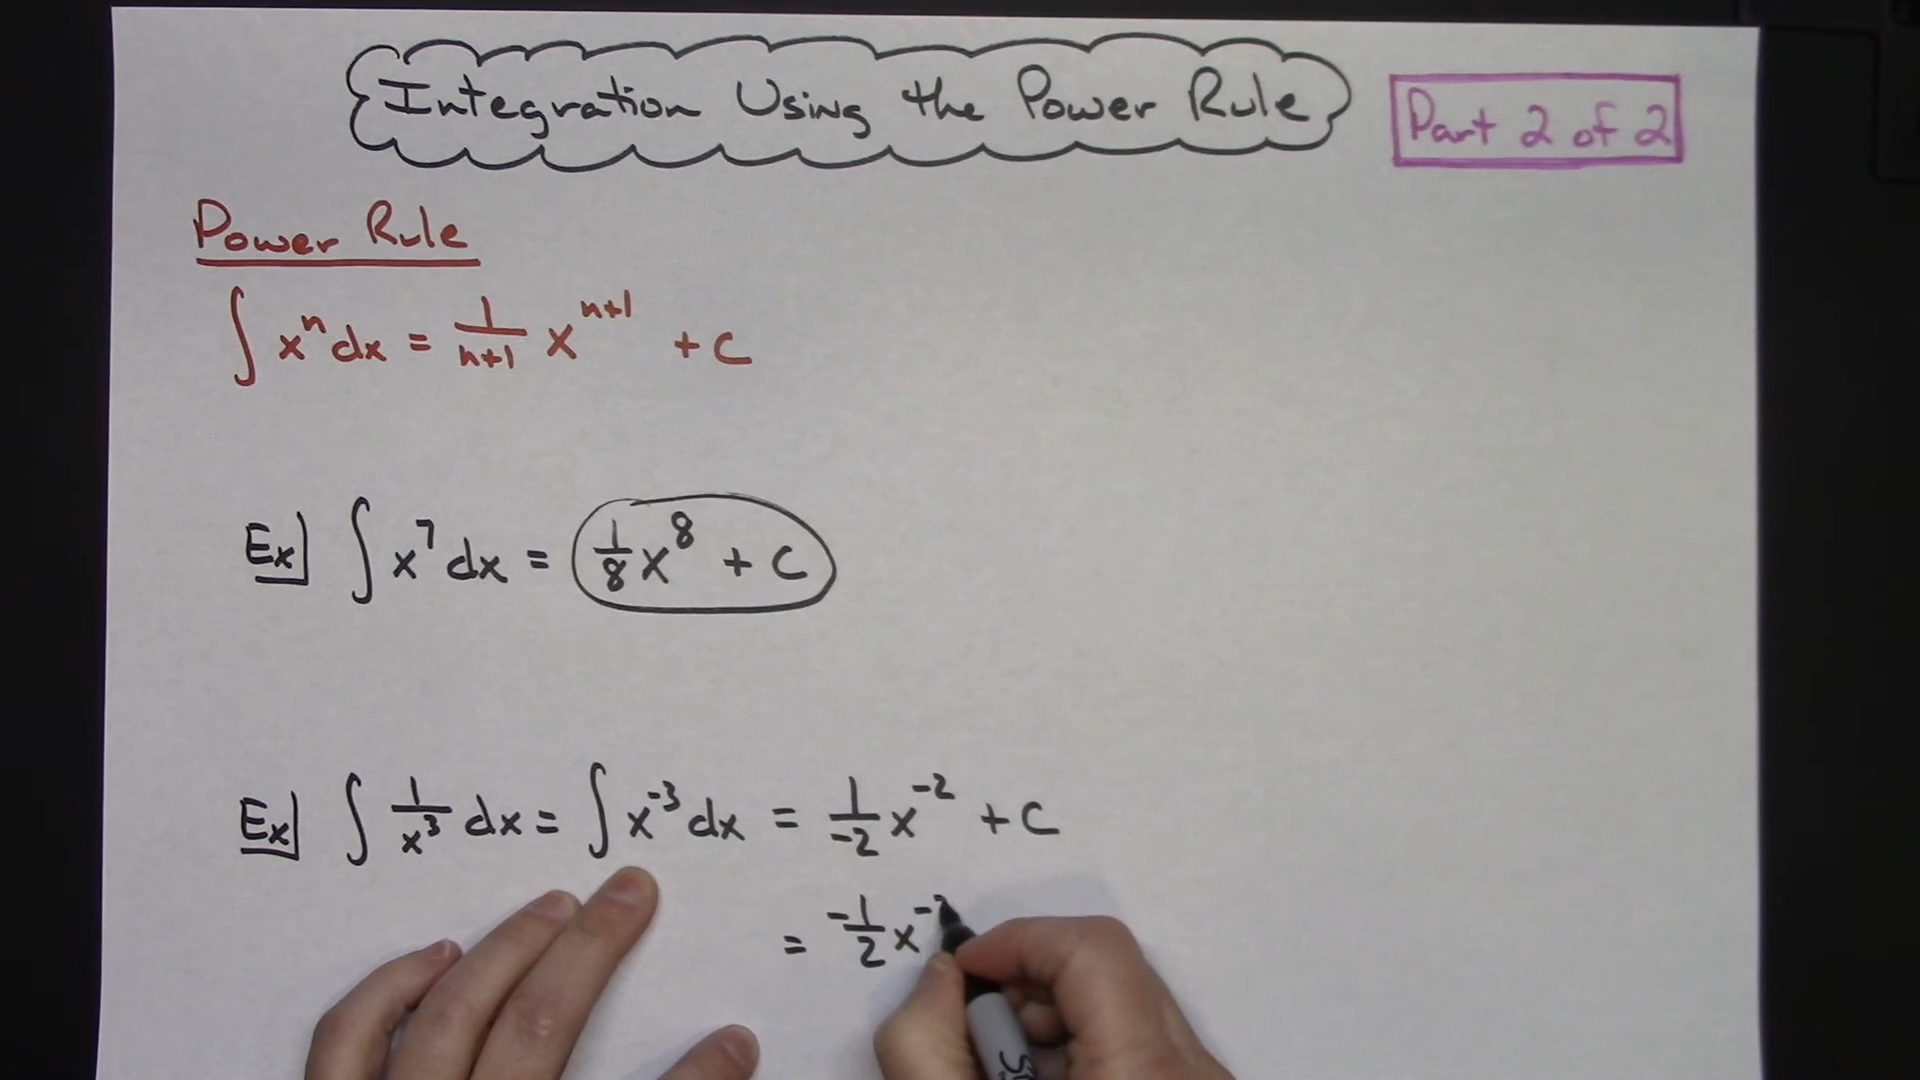 Integration Using the Power Rule
Part 2 of 2
Power Rule
∫ xⁿ dx = 1/(n+1) xⁿ⁺¹ + C
Ex] ∫ x⁷ dx = 1/8 x⁸ + C
Ex] ∫ 1/x³ dx = ∫ x⁻³ dx = 1/-2 x⁻² + C
= -1/2 x⁻